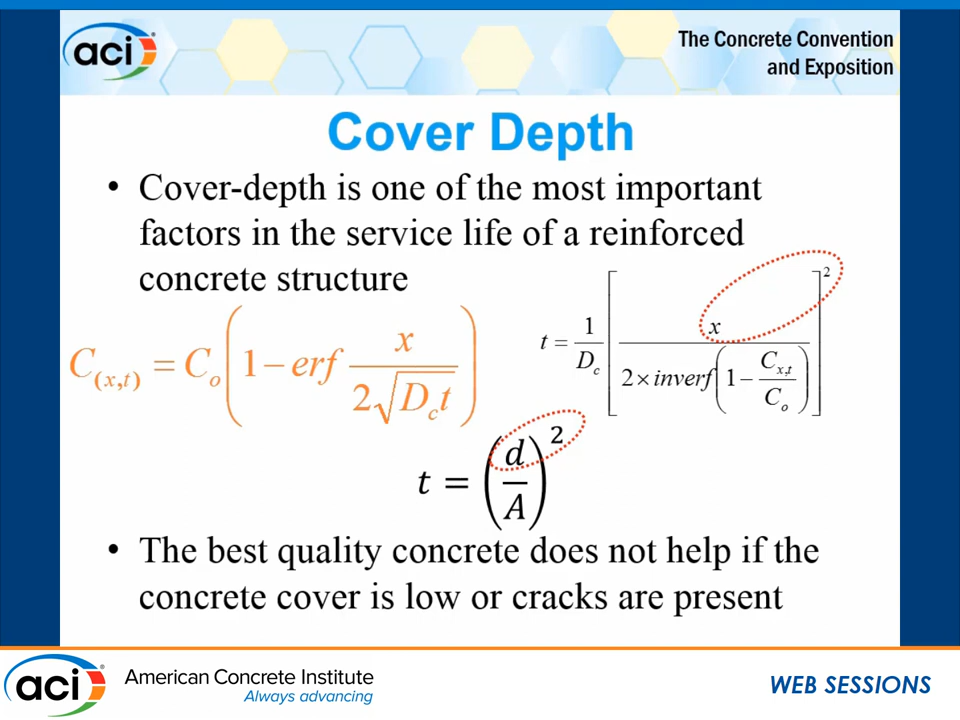 aci
The Concrete Convention
and Exposition
Cover Depth
• Cover-depth is one of the most important
factors in the service life of a reinforced
concrete structure
C(x,t) = Co(1 − erf x / 2√Dct)
t = 1/Dc [x / 2×inverf(1 − Cx,t/Co)]²
t = (d/A)²
• The best quality concrete does not help if the
concrete cover is low or cracks are present
aci
American Concrete Institute
Always advancing
WEB SESSIONS